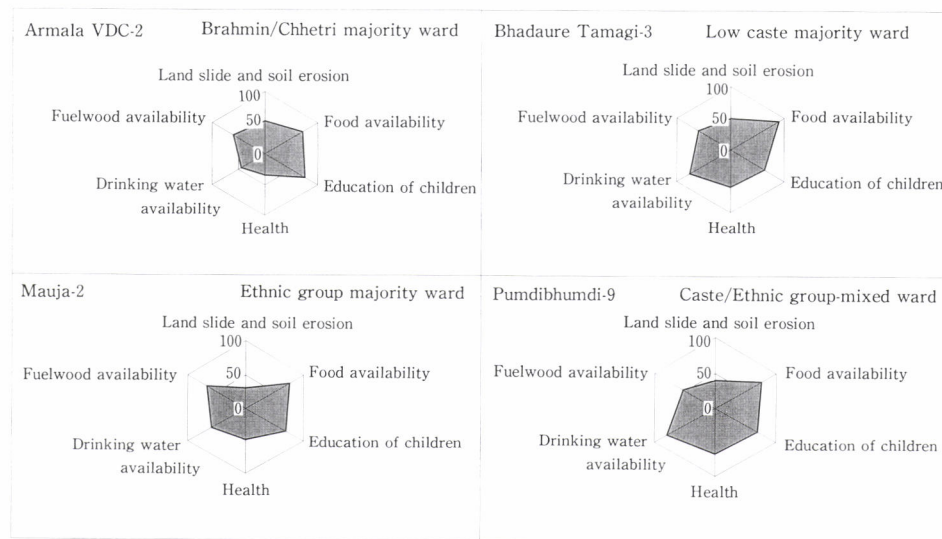 Armala VDC-2 Brahmin/Chhetri majority ward
Land slide and soil erosion
100
Fuelwood availability 50 Food availability
0
Drinking water availability Education of children
Health
Bhadaure Tamagi-3 Low caste majority ward
Land slide and soil erosion
100
Fuelwood availability 50 Food availability
0
Drinking water availability Education of children
Health
Mauja-2 Ethnic group majority ward
Land slide and soil erosion
100
Fuelwood availability 50 Food availability
0
Drinking water availability Education of children
Health
Pumdibhumdi-9 Caste/Ethnic group-mixed ward
Land slide and soil erosion
100
Fuelwood availability 50 Food availability
0
Drinking water availability Education of children
Health